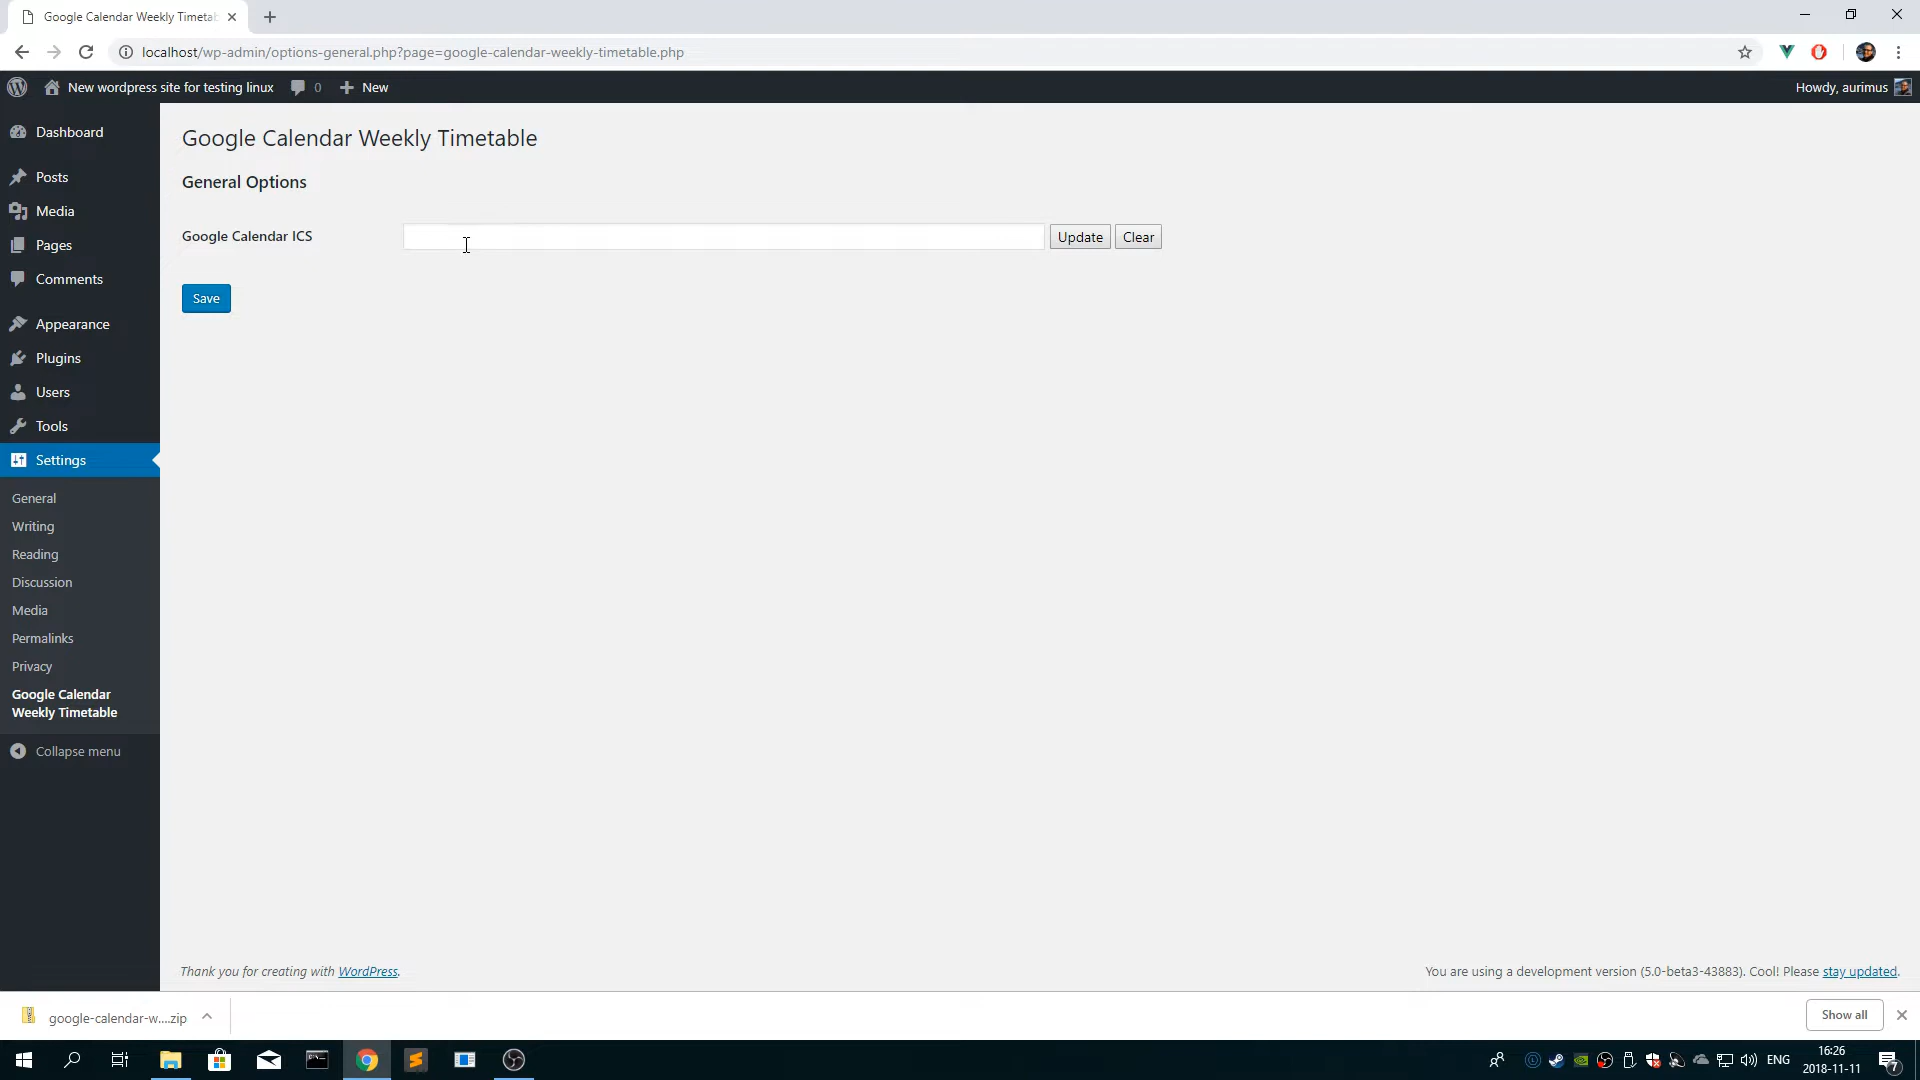 Google Calendar Weekly Timetab
localhost/wp-admin/options-general.php?page=google-calendar-weekly-timetable.php
New wordpress site for testing linux 0 New Howdy, aurimus
Dashboard
Posts
Media
Pages
Comments
Appearance
Plugins
Users
Tools
Settings
General
Writing
Reading
Discussion
Media
Permalinks
Privacy
Google Calendar
Weekly Timetable
Collapse menu
Google Calendar Weekly Timetable
General Options
Google Calendar ICS Update Clear
Save
Thank you for creating with WordPress.
You are using a development version (5.0-beta3-43883). Cool! Please stay updated.
google-calendar-w....zip
Show all
ENG
16:26
2018-11-11
7